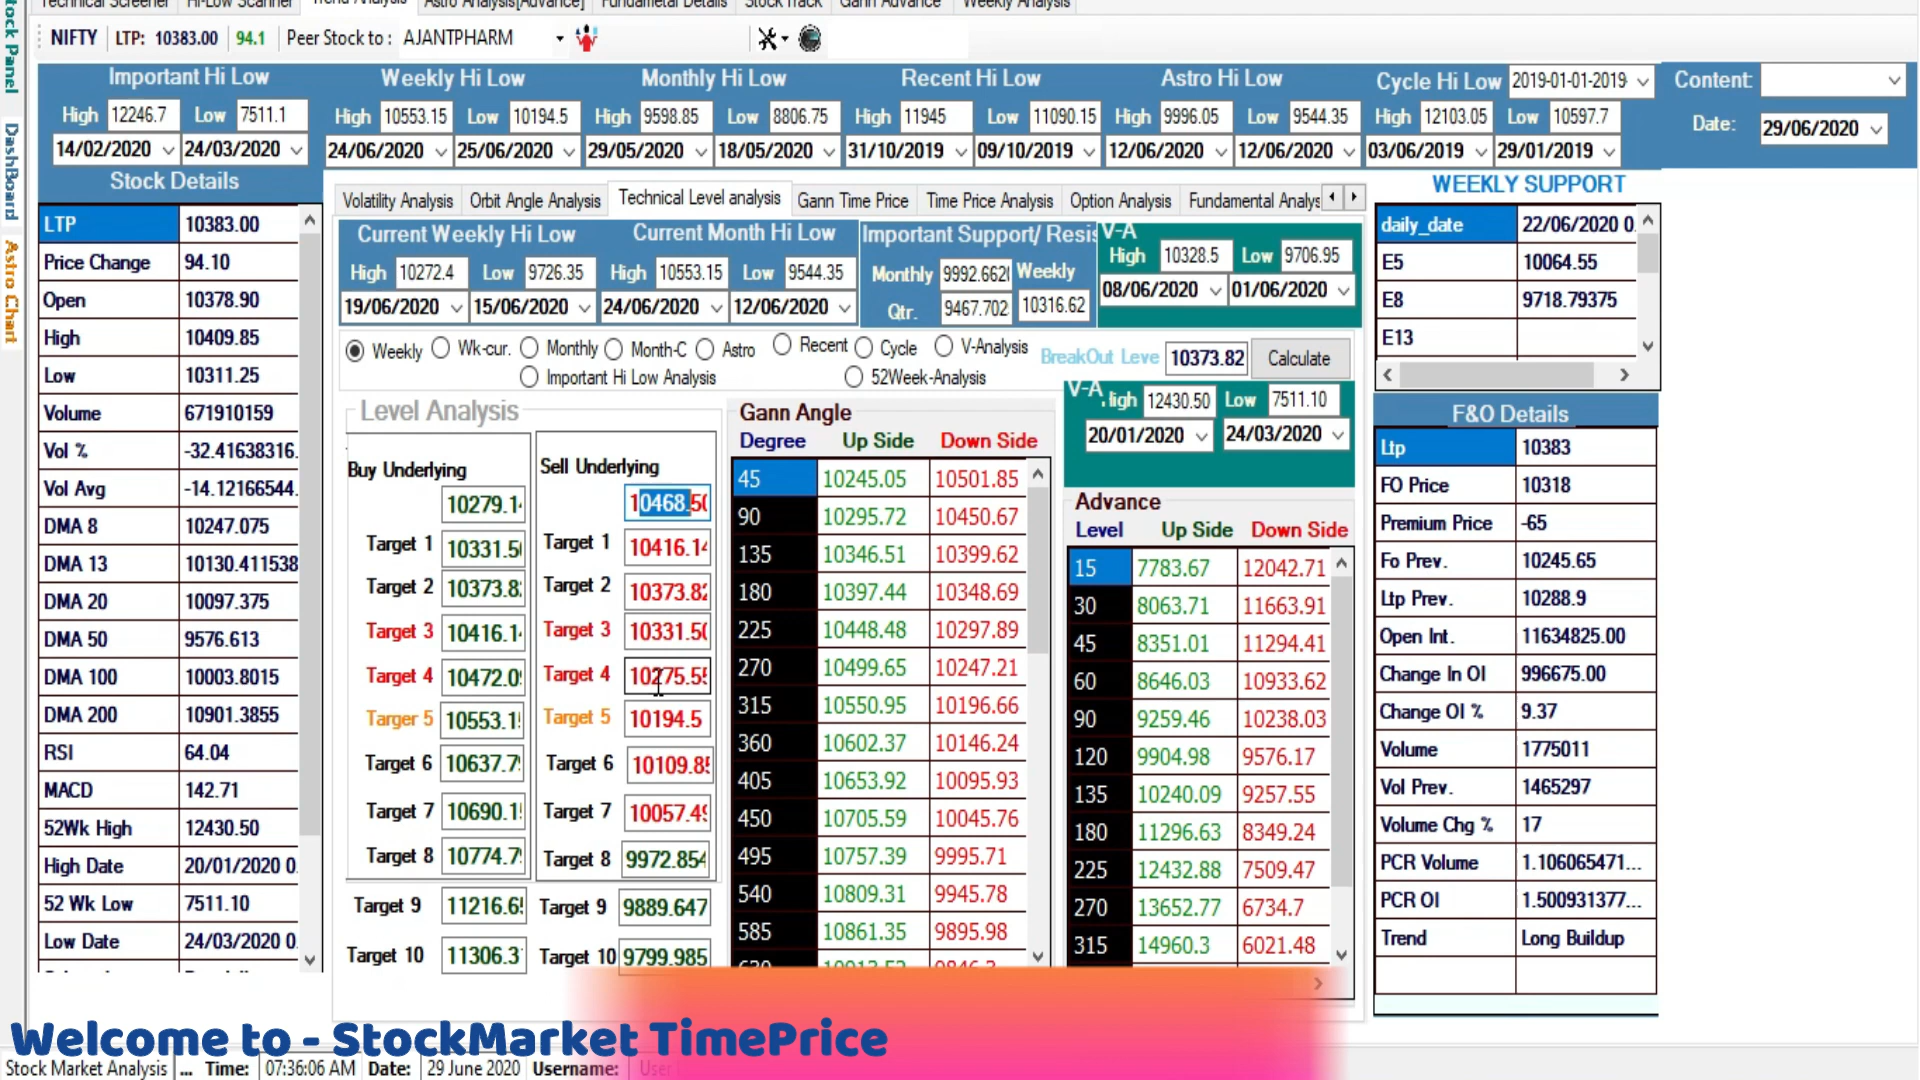 Technical Screener Hi-Low Scanner Trend Analysis Astro Analysis[Advance] Fundametal Details Stock Track Gann Advance Weekly Analysis
Stock Panel
DashBoard
Astro Chart
NIFTY LTP: 10383.00 94.1 Peer Stock to : AJANTPHARM
Important Hi Low Weekly Hi Low Monthly Hi Low Recent Hi Low Astro Hi Low Cycle Hi Low 2019-01-01-2019 Content:
High 12246.7 Low 7511.1 High 10553.15 Low 10194.5 High 9598.85 Low 8806.75 High 11945 Low 11090.15 High 9996.05 Low 9544.35 High 12103.05 Low 10597.7 Date: 29/06/2020
14/02/2020 24/03/2020 24/06/2020 25/06/2020 29/05/2020 18/05/2020 31/10/2019 09/10/2019 12/06/2020 12/06/2020 03/06/2019 29/01/2019
Stock Details
LTP 10383.00
Price Change 94.10
Open 10378.90
High 10409.85
Low 10311.25
Volume 671910159
Vol % -32.41638316.
Vol Avg -14.12166544.
DMA 8 10247.075
DMA 13 10130.411538
DMA 20 10097.375
DMA 50 9576.613
DMA 100 10003.8015
DMA 200 10901.3855
RSI 64.04
MACD 142.71
52Wk High 12430.50
High Date 20/01/2020 0.
52 Wk Low 7511.10
Low Date 24/03/2020 0.
Volatility Analysis Orbit Angle Analysis Technical Level analysis Gann Time Price Time Price Analysis Option Analysis Fundamental Analys
Current Weekly Hi Low Current Month Hi Low Important Support/ Resis V-A
High 10272.4 Low 9726.35 High 10553.15 Low 9544.35 Monthly 9992.662 Weekly High 10328.5 Low 9706.95
19/06/2020 15/06/2020 24/06/2020 12/06/2020 Qtr. 9467.702 10316.62 08/06/2020 01/06/2020
Weekly Wk-cur. Monthly Month-C Astro Recent Cycle V-Analysis BreakOut Leve 10373.82 Calculate
Important Hi Low Analysis 52Week-Analysis
V-A High 12430.50 Low 7511.10
20/01/2020 24/03/2020
Level Analysis
Buy Underlying Sell Underlying
10279.1 10468.50
Target 1 10331.50 Target 1 10416.14
Target 2 10373.82 Target 2 10373.82
Target 3 10416.14 Target 3 10331.50
Target 4 10472.0 Target 4 10275.55
Targer 5 10553.1 Target 5 10194.5
Target 6 10637.7 Target 6 10109.85
Target 7 10690.1 Target 7 10057.49
Target 8 10774.7 Target 8 9972.854
Target 9 11216.6 Target 9 9889.647
Target 10 11306.3 Target 10 9799.985
Gann Angle
Degree Up Side Down Side
45 10245.05 10501.85
90 10295.72 10450.67
135 10346.51 10399.62
180 10397.44 10348.69
225 10448.48 10297.89
270 10499.65 10247.21
315 10550.95 10196.66
360 10602.37 10146.24
405 10653.92 10095.93
450 10705.59 10045.76
495 10757.39 9995.71
540 10809.31 9945.78
585 10861.35 9895.98
Advance
Level Up Side Down Side
15 7783.67 12042.71
30 8063.71 11663.91
45 8351.01 11294.41
60 8646.03 10933.62
90 9259.46 10238.03
120 9904.98 9576.17
135 10240.09 9257.55
180 11296.63 8349.24
225 12432.88 7509.47
270 13652.77 6734.7
315 14960.3 6021.48
WEEKLY SUPPORT
daily_date 22/06/2020 0.
E5 10064.55
E8 9718.79375
E13
F&O Details
Ltp 10383
FO Price 10318
Premium Price -65
Fo Prev. 10245.65
Ltp Prev. 10288.9
Open Int. 11634825.00
Change In OI 996675.00
Change OI % 9.37
Volume 1775011
Vol Prev. 1465297
Volume Chg % 17
PCR Volume 1.106065471...
PCR OI 1.500931377...
Trend Long Buildup
Welcome to - StockMarket TimePrice
Stock Market Analysis ... Time: 07:36:06 AM Date: 29 June 2020 Username: